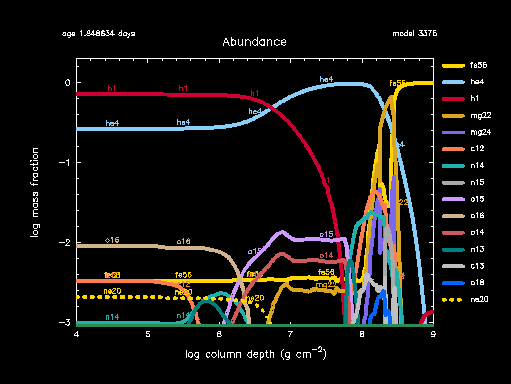 age 1.848634 days
model 3376
Abundance
fe56
he4
h1
mg22
mg24
c12
n14
n15
o15
o16
o14
n13
c13
o18
ne20
log mass fraction
0
−1
−2
−3
4
5
6
7
8
9
log column depth (g cm−2)
h1
h1
h1
he4
he4
he4
he4
fe56
o16
o16
o15
o15
o14
fe56
fe56
fe56
mg22
ne20
ne20
n14
n14